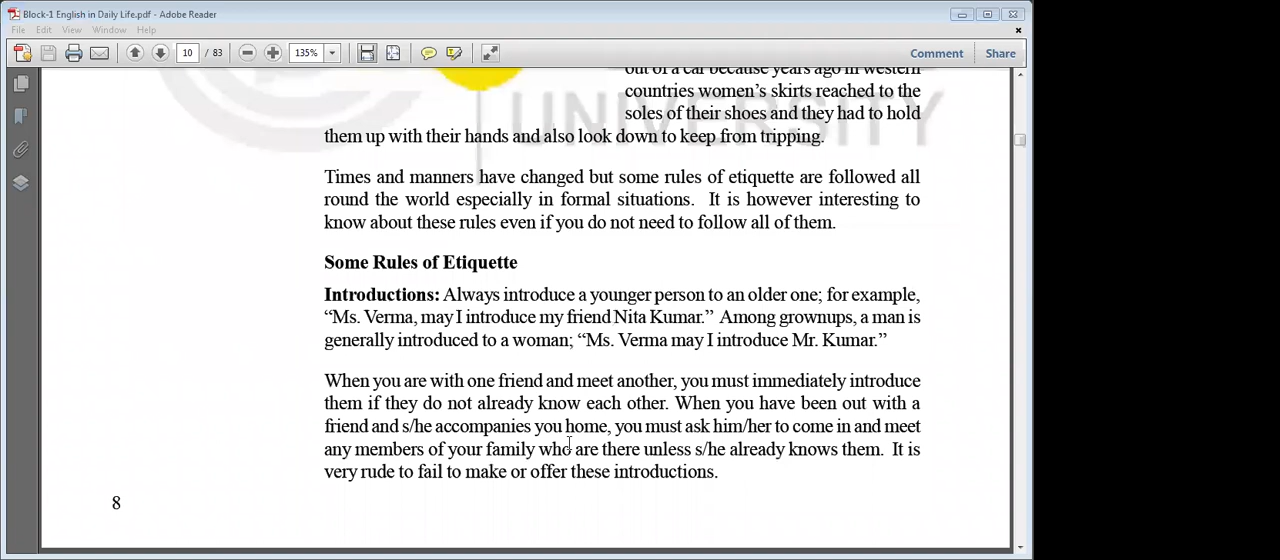 Block-1 English in Daily Life.pdf - Adobe Reader
File Edit View Window Help
10 / 83 135% Comment Share
out of a car because years ago in western
countries women’s skirts reached to the
soles of their shoes and they had to hold
them up with their hands and also look down to keep from tripping.
UNIVERSITY
Times and manners have changed but some rules of etiquette are followed all
round the world especially in formal situations. It is however interesting to
know about these rules even if you do not need to follow all of them.
Some Rules of Etiquette
Introductions: Always introduce a younger person to an older one; for example,
“Ms. Verma, may I introduce my friend Nita Kumar.” Among grownups, a man is
generally introduced to a woman; “Ms. Verma may I introduce Mr. Kumar.”
When you are with one friend and meet another, you must immediately introduce
them if they do not already know each other. When you have been out with a
friend and s/he accompanies you home, you must ask him/her to come in and meet
any members of your family who are there unless s/he already knows them. It is
very rude to fail to make or offer these introductions.
8